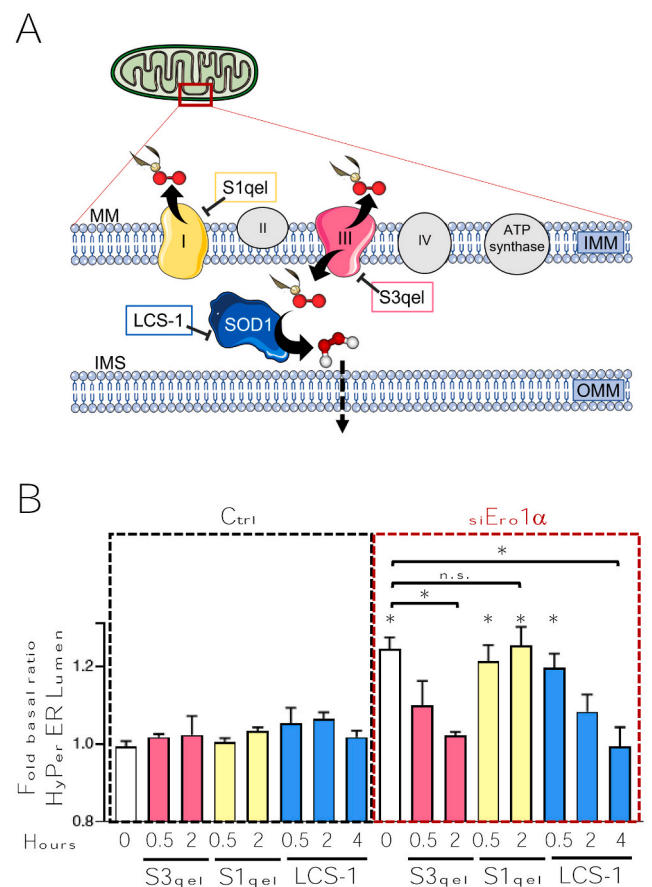 A
S1qel
MM
I
II
III
IV
ATP
synthase
IMM
S3qel
LCS-1
SOD1
IMS
OMM
B
Ctrl
siEro1α
*
n.s.
*
* * * *
Fold basal ratio
HyPer ER Lumen
1.2
1.0
0.8
Hours 0 0.5 2 0.5 2 0.5 2 4 0 0.5 2 0.5 2 0.5 2 4
S3qel S1qel LCS-1 S3qel S1qel LCS-1